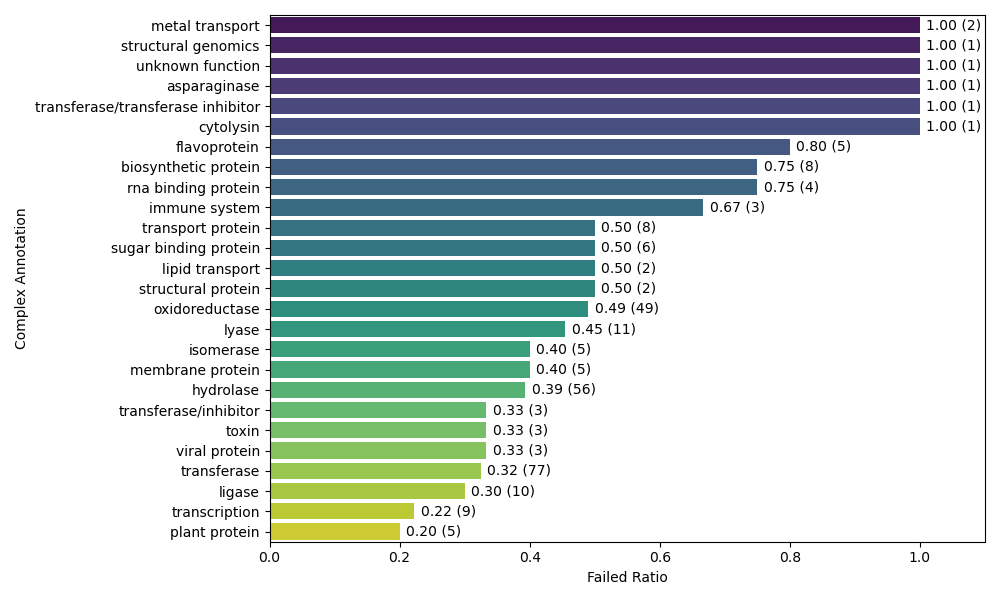 metal transport 1.00 (2)
structural genomics 1.00 (1)
unknown function 1.00 (1)
asparaginase 1.00 (1)
transferase/transferase inhibitor 1.00 (1)
cytolysin 1.00 (1)
flavoprotein 0.80 (5)
biosynthetic protein 0.75 (8)
rna binding protein 0.75 (4)
immune system 0.67 (3)
transport protein 0.50 (8)
sugar binding protein 0.50 (6)
lipid transport 0.50 (2)
structural protein 0.50 (2)
oxidoreductase 0.49 (49)
lyase 0.45 (11)
isomerase 0.40 (5)
membrane protein 0.40 (5)
hydrolase 0.39 (56)
transferase/inhibitor 0.33 (3)
toxin 0.33 (3)
viral protein 0.33 (3)
transferase 0.32 (77)
ligase 0.30 (10)
transcription 0.22 (9)
plant protein 0.20 (5)
0.0 0.2 0.4 0.6 0.8 1.0
Failed Ratio
Complex Annotation